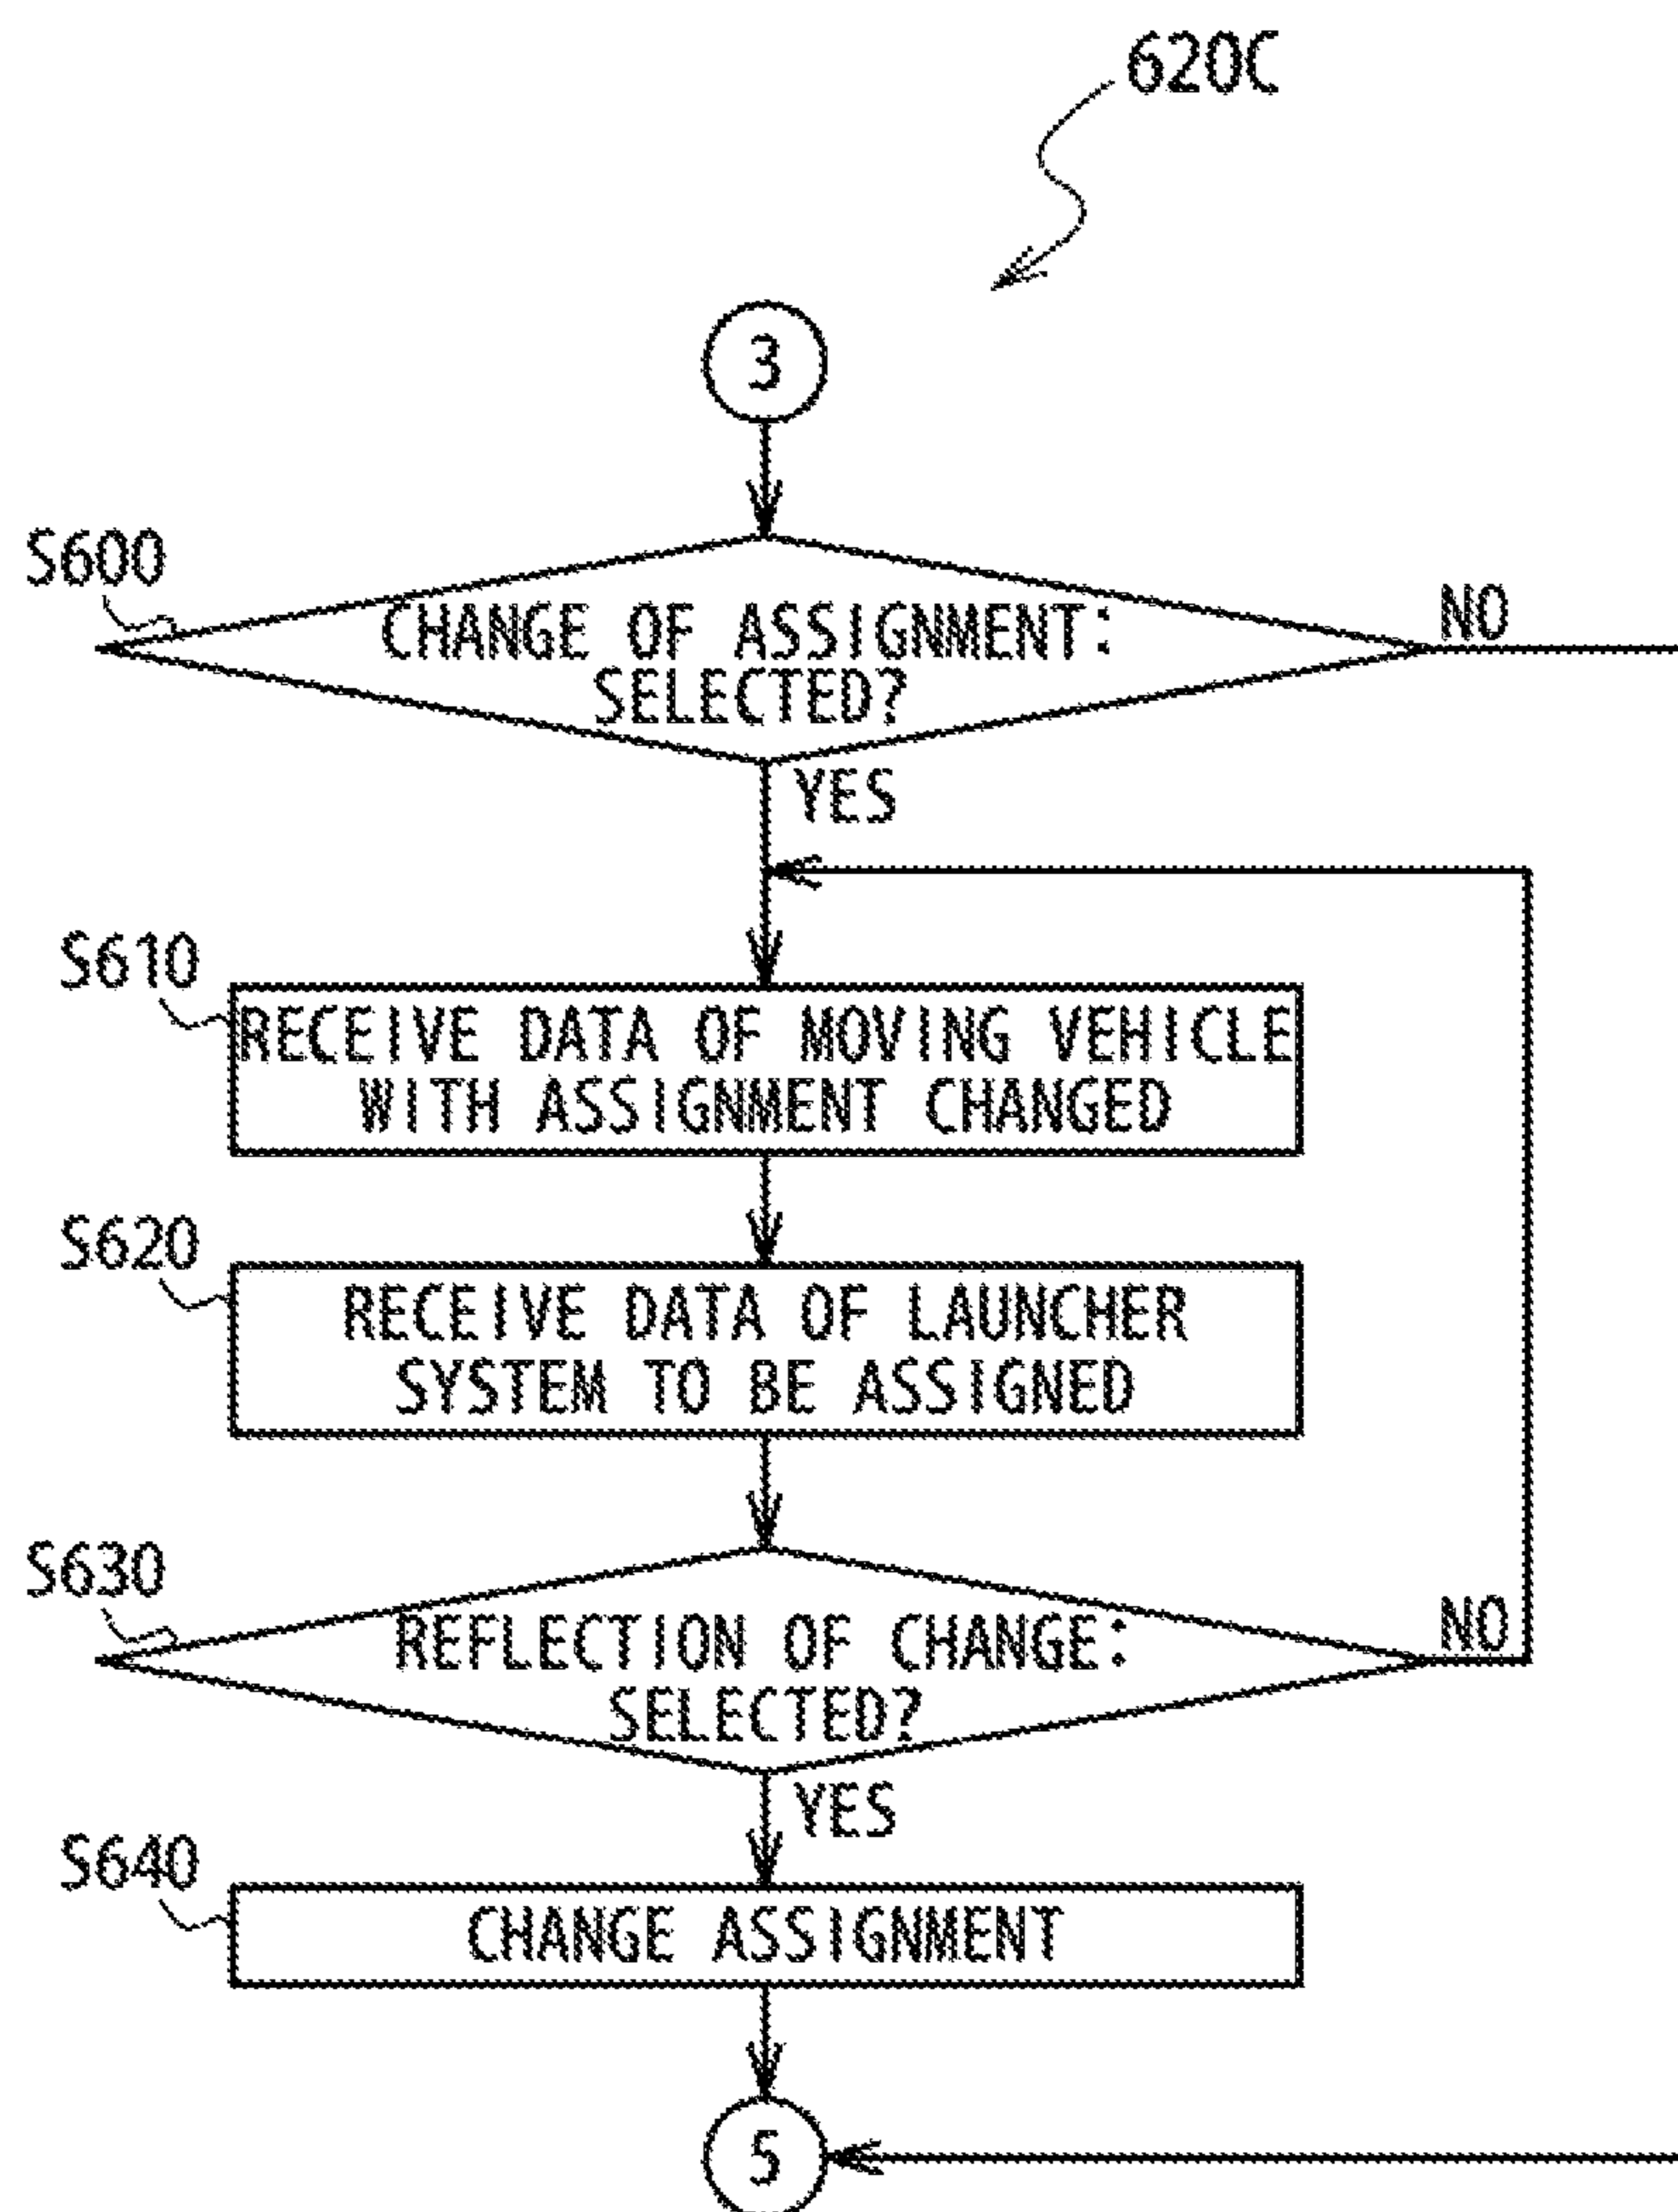 620C
3
S600
CHANGE OF ASSIGNMENT:
SELECTED?
NO
YES
S610
RECEIVE DATA OF MOVING VEHICLE
WITH ASSIGNMENT CHANGED
S620
RECEIVE DATA OF LAUNCHER
SYSTEM TO BE ASSIGNED
S630
REFLECTION OF CHANGE:
SELECTED?
NO
YES
S640
CHANGE ASSIGNMENT
5